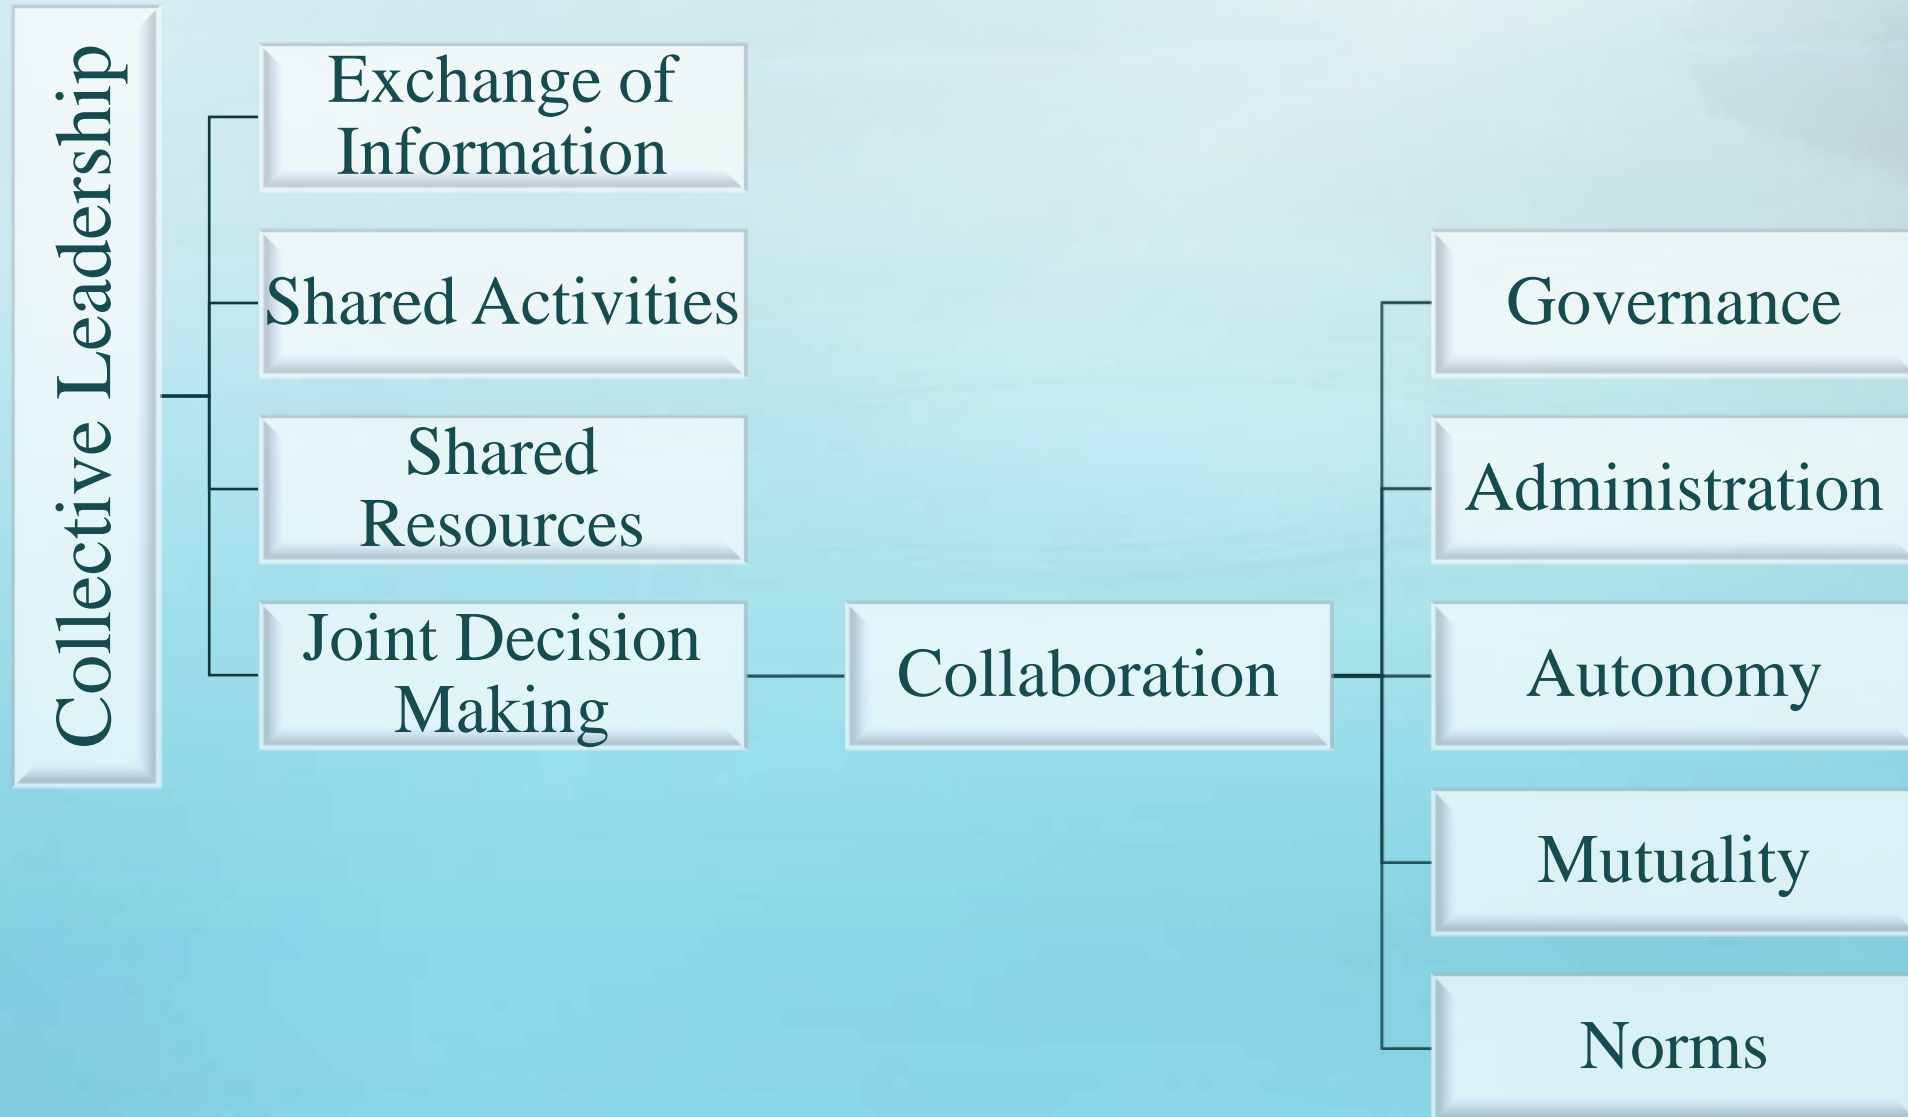 Collective Leadership
Exchange of
Information
Shared Activities
Shared
Resources
Joint Decision
Making
Collaboration
Governance
Administration
Autonomy
Mutuality
Norms